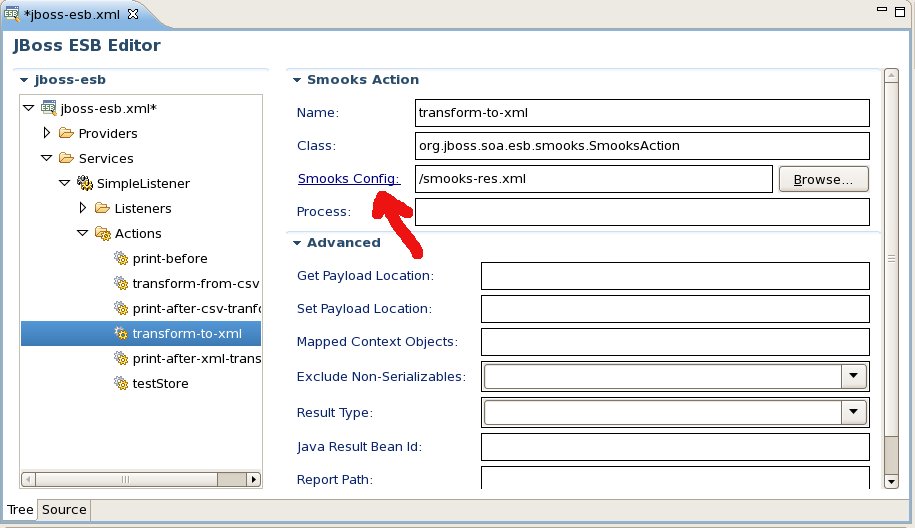 *jboss-esb.xml
JBoss ESB Editor
jboss-esb
jboss-esb.xml*
Providers
Services
SimpleListener
Listeners
Actions
print-before
transform-from-csv
print-after-csv-tranfo
transform-to-xml
print-after-xml-trans
testStore
Smooks Action
Name: transform-to-xml
Class: org.jboss.soa.esb.smooks.SmooksAction
Smooks Config: /smooks-res.xml Browse...
Process:
Advanced
Get Payload Location:
Set Payload Location:
Mapped Context Objects:
Exclude Non-Serializables:
Result Type:
Java Result Bean Id:
Report Path:
Tree Source